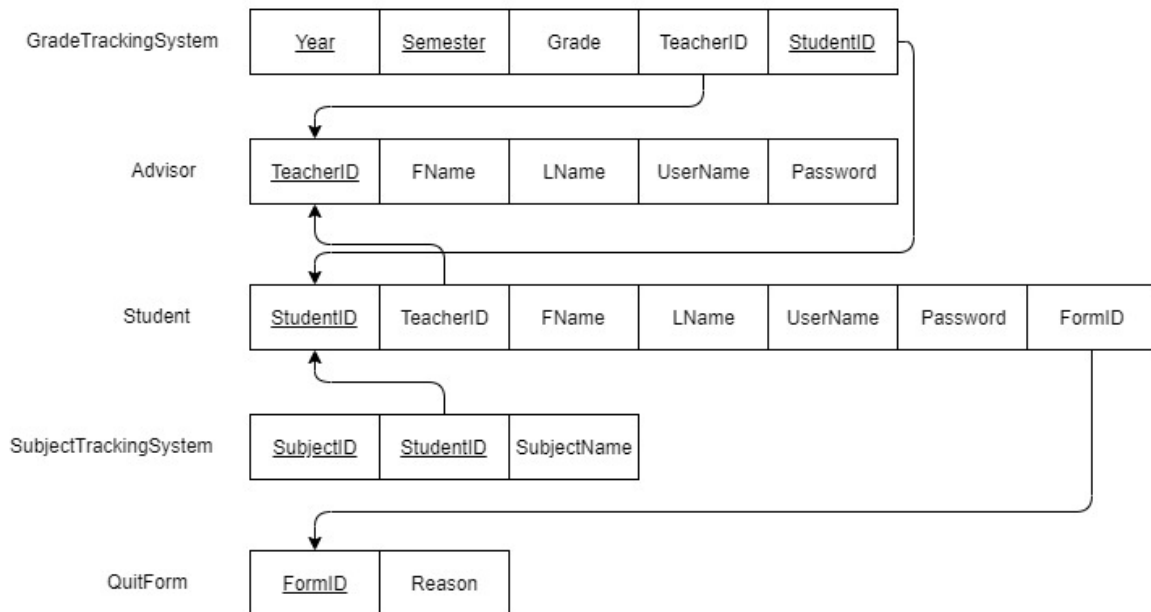 GradeTrackingSystem Year Semester Grade TeacherID StudentID
Advisor TeacherID FName LName UserName Password
Student StudentID TeacherID FName LName UserName Password FormID
SubjectTrackingSystem SubjectID StudentID SubjectName
QuitForm FormID Reason